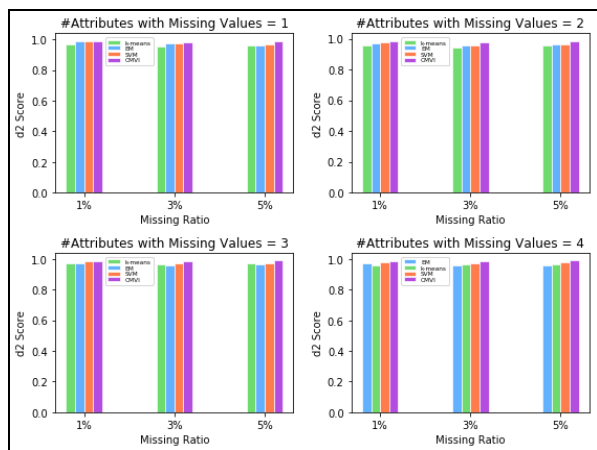 #Attributes with Missing Values = 1
1.0
0.8
0.6
0.4
0.2
0.0
d2 Score
k-means
EM
SVM
CMVI
1%
3%
5%
Missing Ratio
#Attributes with Missing Values = 2
1.0
0.8
0.6
0.4
0.2
0.0
d2 Score
k-means
EM
SVM
CMVI
1%
3%
5%
Missing Ratio
#Attributes with Missing Values = 3
1.0
0.8
0.6
0.4
0.2
0.0
d2 Score
k-means
EM
SVM
CMVI
1%
3%
5%
Missing Ratio
#Attributes with Missing Values = 4
1.0
0.8
0.6
0.4
0.2
0.0
d2 Score
EM
k-means
SVM
CMVI
1%
3%
5%
Missing Ratio